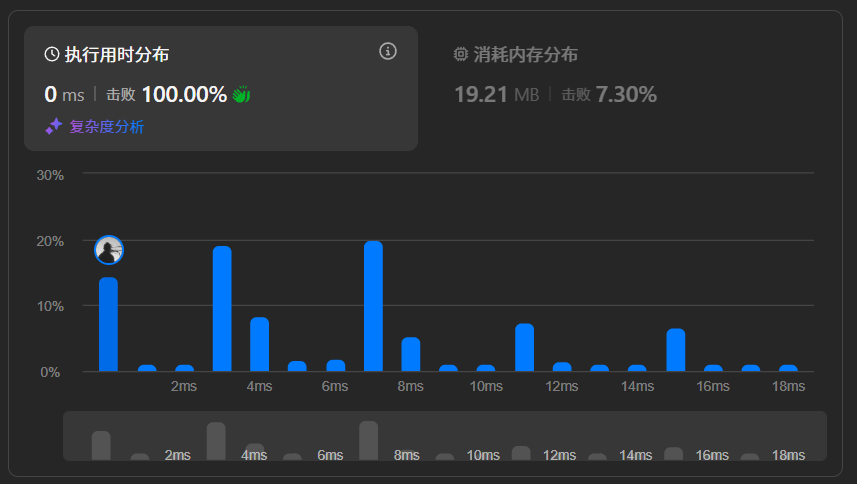 执行用时分布
0 ms | 击败 100.00%
复杂度分析
消耗内存分布
19.21 MB | 击败 7.30%
30%
20%
10%
0%
2ms 4ms 6ms 8ms 10ms 12ms 14ms 16ms 18ms
2ms 4ms 6ms 8ms 10ms 12ms 14ms 16ms 18ms